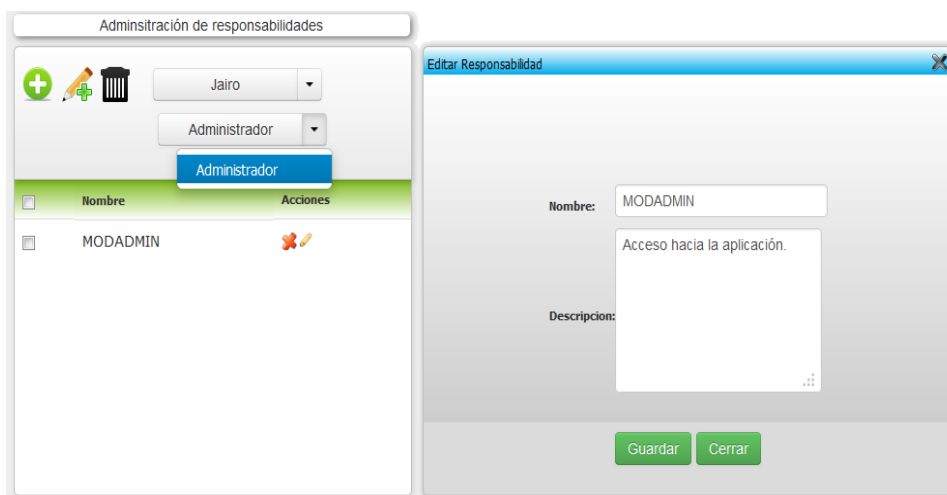 Adminsitración de responsabilidades
Jairo
Administrador
Administrador
Nombre Acciones
MODADMIN
Editar Responsabilidad
Nombre: MODADMIN
Acceso hacia la aplicación.
Descripcion:
Guardar Cerrar